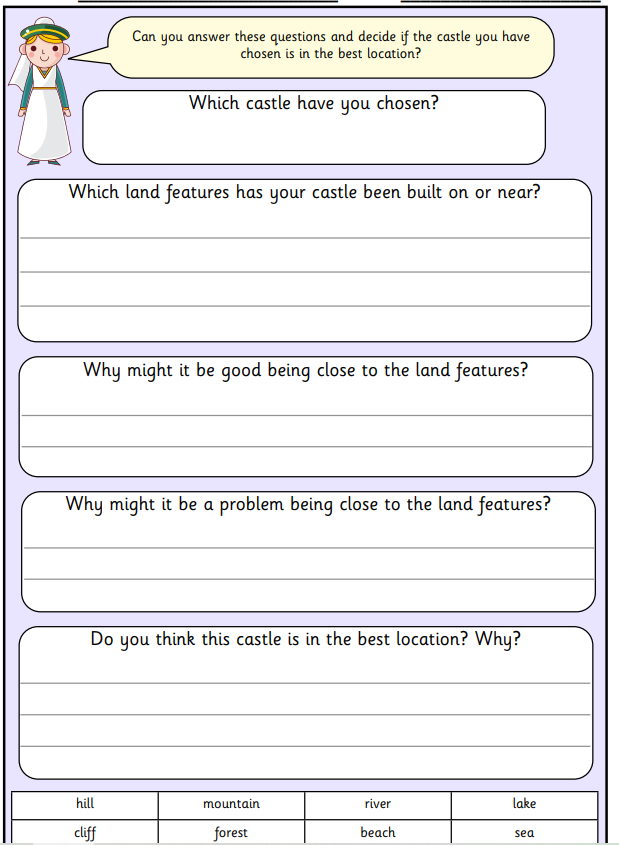 Can you answer these questions and decide if the castle you have
chosen is in the best location?
Which castle have you chosen?
Which land features has your castle been built on or near?
Why might it be good being close to the land features?
Why might it be a problem being close to the land features?
Do you think this castle is in the best location? Why?
hill mountain river lake
cliff forest beach sea